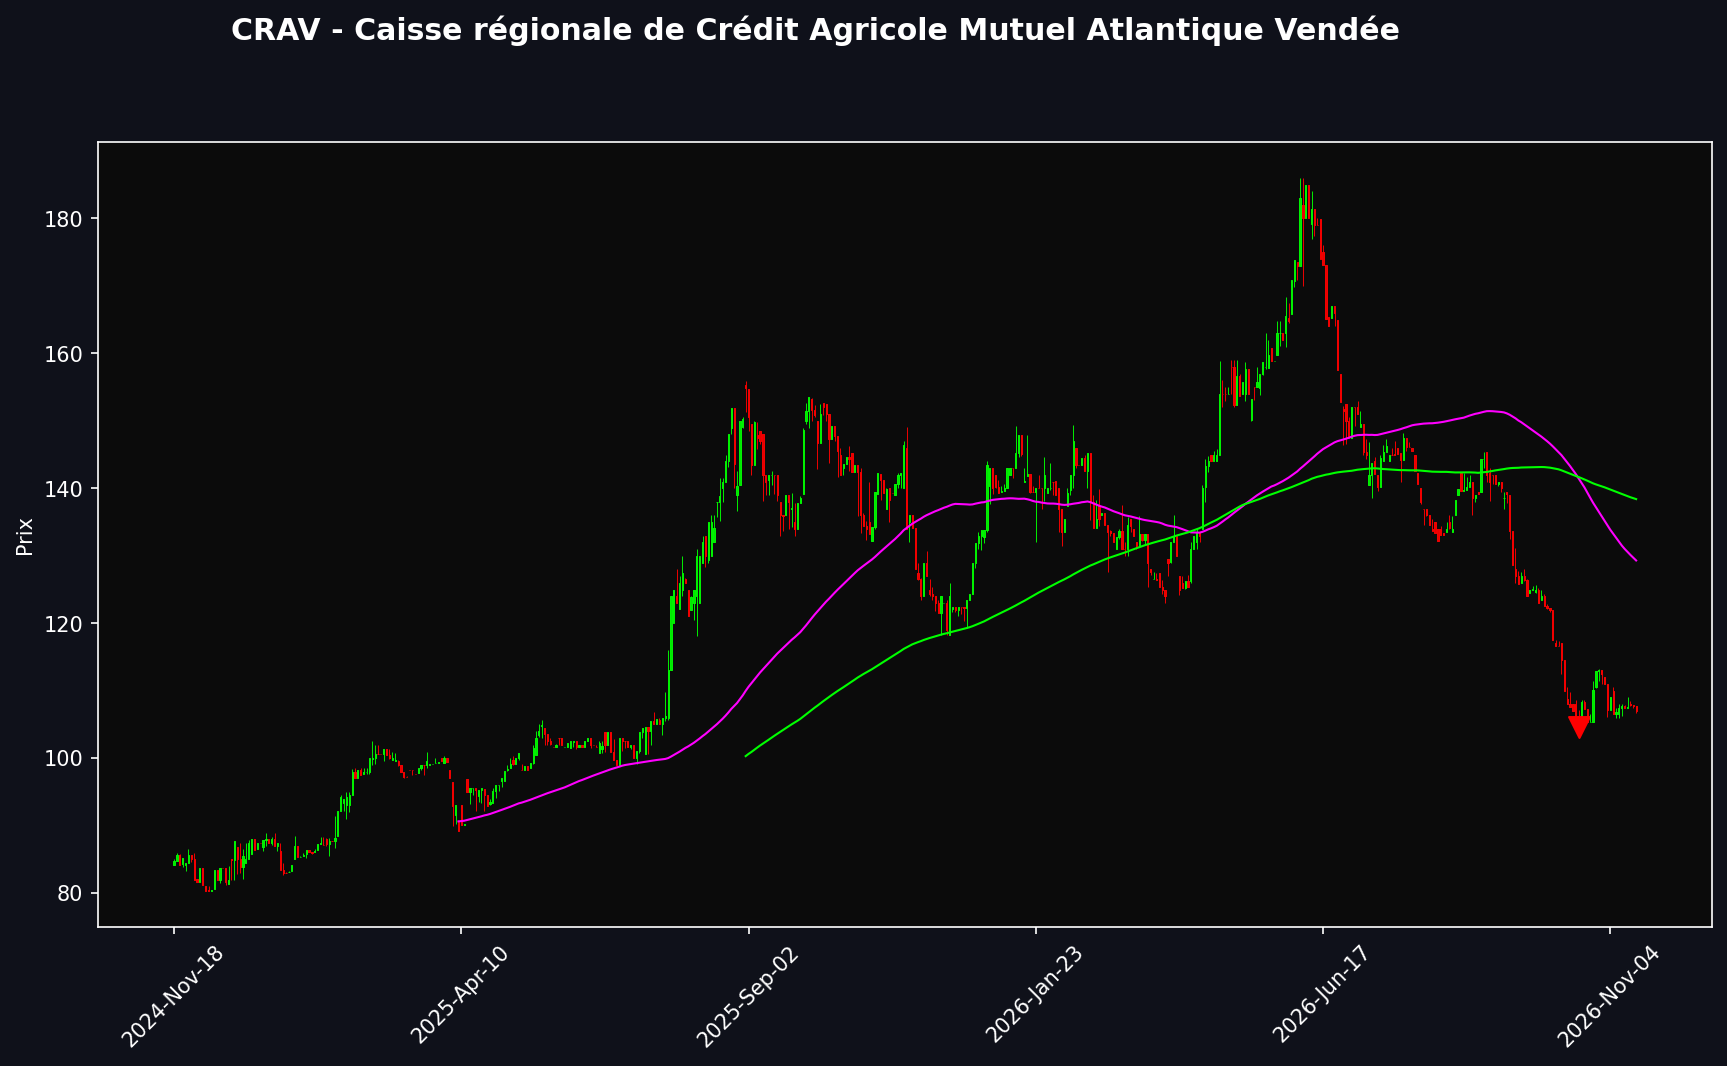 CRAV - Caisse régionale de Crédit Agricole Mutuel Atlantique Vendée
Prix
180
160
140
120
100
80
2024-Nov-18
2025-Apr-10
2025-Sep-02
2026-Jan-23
2026-Jun-17
2026-Nov-04